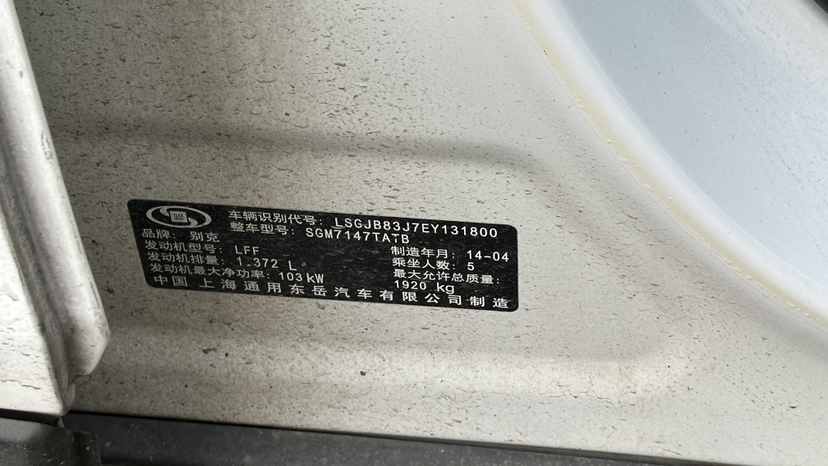 车辆识别代号: LSGJB83J7EY131800
整车型号: SGM7147TATB
品牌: 别克
制造年月: 14-04
发动机型号: LFF
乘坐人数: 5
发动机排量: 1.372 L
最大允许总质量:
1920 kg
发动机最大净功率: 103 kW
中国 上海通用东岳汽车有限公司制造